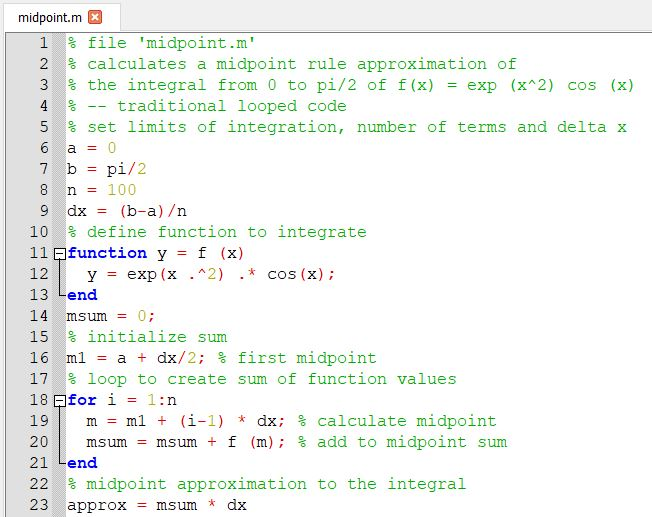 midpoint.m
1 % file 'midpoint.m'
2 % calculates a midpoint rule approximation of
3 % the integral from 0 to pi/2 of f(x) = exp (x^2) cos (x)
4 % -- traditional looped code
5 % set limits of integration, number of terms and delta x
6 a = 0
7 b = pi/2
8 n = 100
9 dx = (b-a)/n
10 % define function to integrate
11 function y = f (x)
12   y = exp(x .^2) .* cos(x);
13 end
14 msum = 0;
15 % initialize sum
16 m1 = a + dx/2; % first midpoint
17 % loop to create sum of function values
18 for i = 1:n
19   m = m1 + (i-1) * dx; % calculate midpoint
20   msum = msum + f (m); % add to midpoint sum
21 end
22 % midpoint approximation to the integral
23 approx = msum * dx